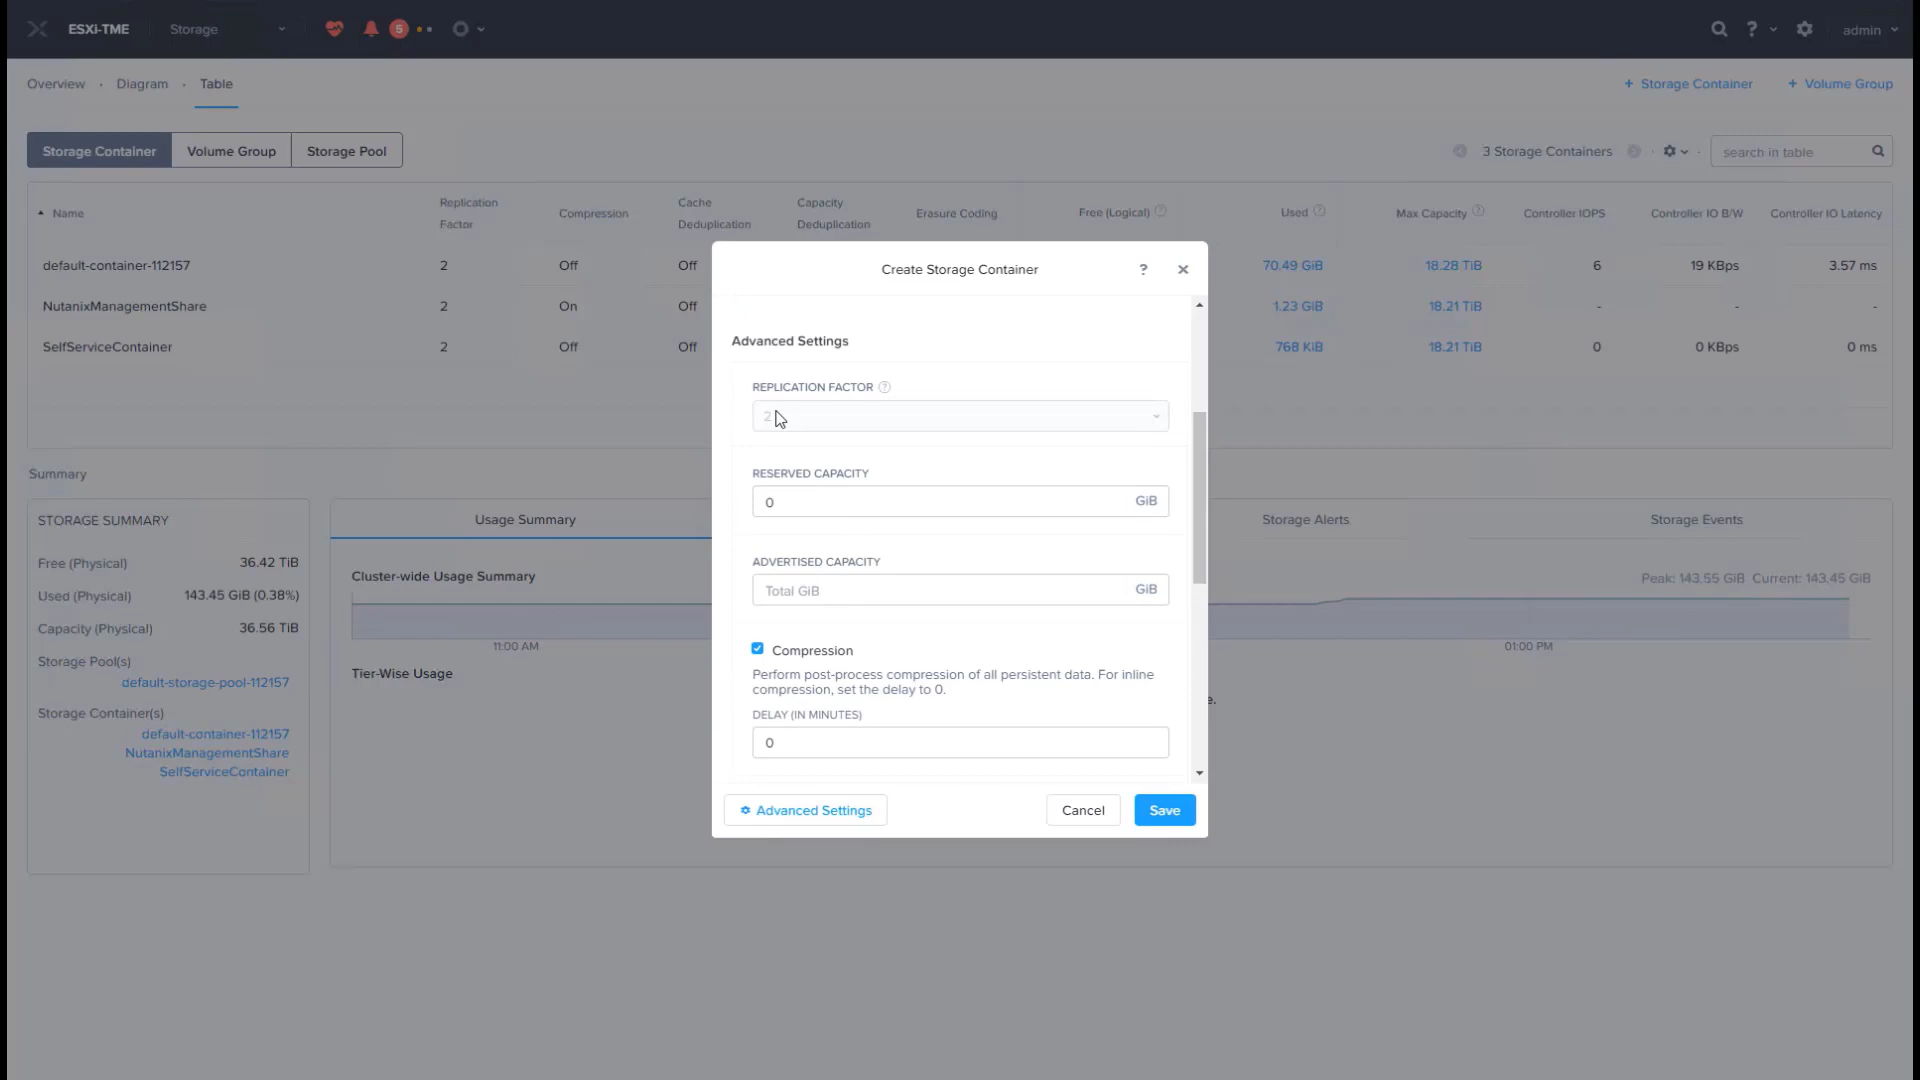 ESXi-TME
Storage
5
?
admin
Overview · Diagram · Table
+ Storage Container
+ Volume Group
Storage Container
Volume Group
Storage Pool
3 Storage Containers
search in table
Name
Replication
Factor
Compression
Cache
Deduplication
Capacity
Deduplication
Erasure Coding
Free (Logical) ?
Used ?
Max Capacity ?
Controller IOPS
Controller IO B/W
Controller IO Latency
default-container-112157 2 Off Off 70.49 GiB 18.28 TiB 6 19 KBps 3.57 ms
NutanixManagementShare 2 On Off 1.23 GiB 18.21 TiB - - -
SelfServiceContainer 2 Off Off 768 KiB 18.21 TiB 0 0 KBps 0 ms
Create Storage Container
?
Advanced Settings
REPLICATION FACTOR ?
2
RESERVED CAPACITY
0 GiB
ADVERTISED CAPACITY
Total GiB GiB
Compression
Perform post-process compression of all persistent data. For inline
compression, set the delay to 0.
DELAY (IN MINUTES)
0
Advanced Settings
Cancel
Save
Summary
STORAGE SUMMARY
Free (Physical) 36.42 TiB
Used (Physical) 143.45 GiB (0.38%)
Capacity (Physical) 36.56 TiB
Storage Pool(s)
default-storage-pool-112157
Storage Container(s)
default-container-112157
NutanixManagementShare
SelfServiceContainer
Usage Summary
Storage Alerts
Storage Events
Cluster-wide Usage Summary
Peak: 143.55 GiB Current: 143.45 GiB
11:00 AM
01:00 PM
Tier-Wise Usage
e.